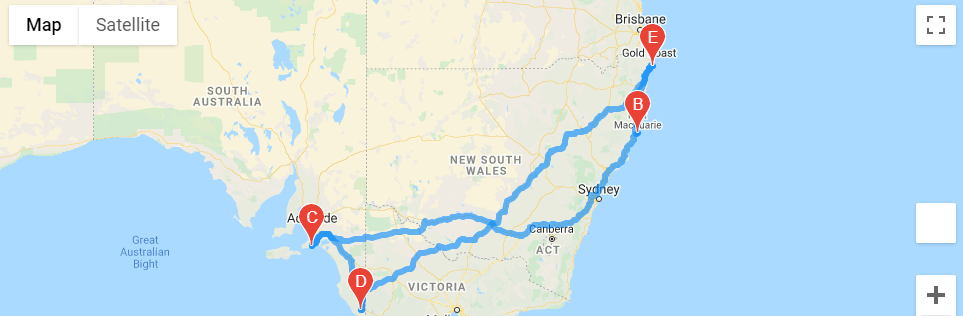 Map
Satellite
Brisbane
E
Gold Coast
SOUTH
AUSTRALIA
B
Macquarie
NEW SOUTH
WALES
Sydney
Adelaide
C
Canberra
ACT
Great
Australian
Bight
D
VICTORIA